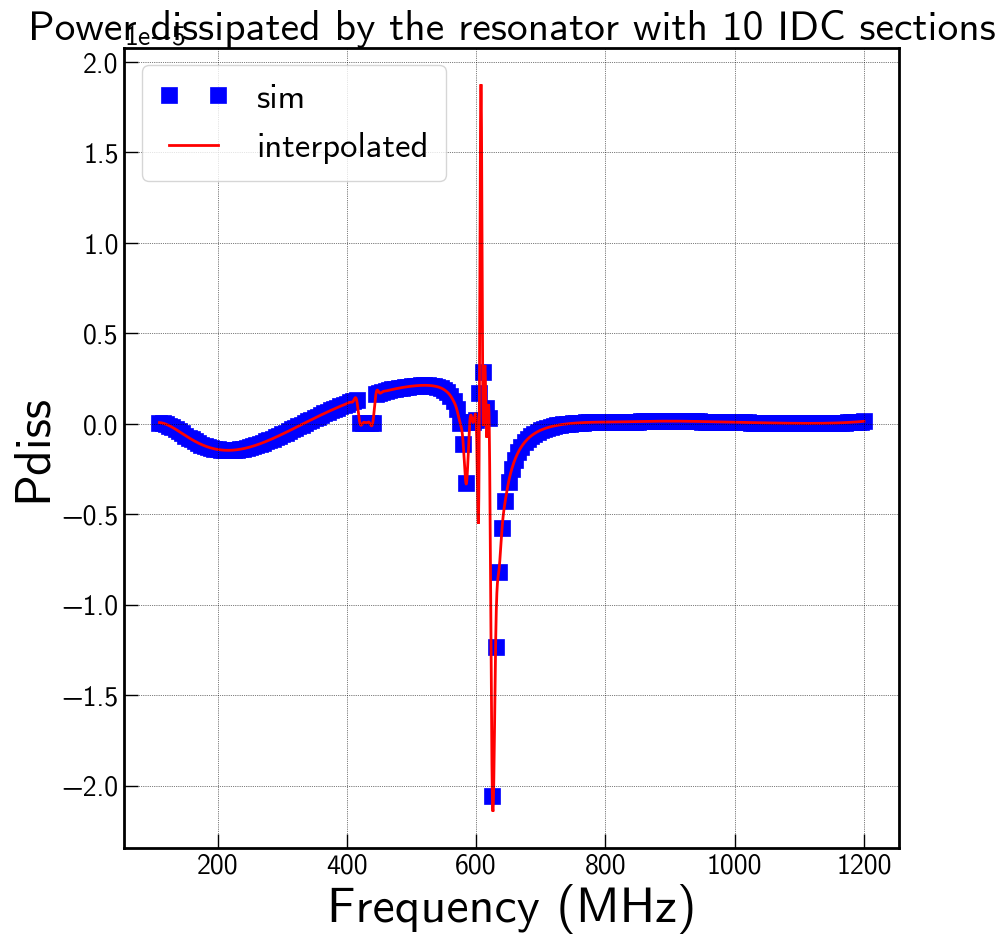 Power dissipated by the resonator with 10 IDC sections
1e−5
2.0
sim
interpolated
1.5
1.0
0.5
0.0
−0.5
−1.0
−1.5
−2.0
Pdiss
200 400 600 800 1000 1200
Frequency (MHz)